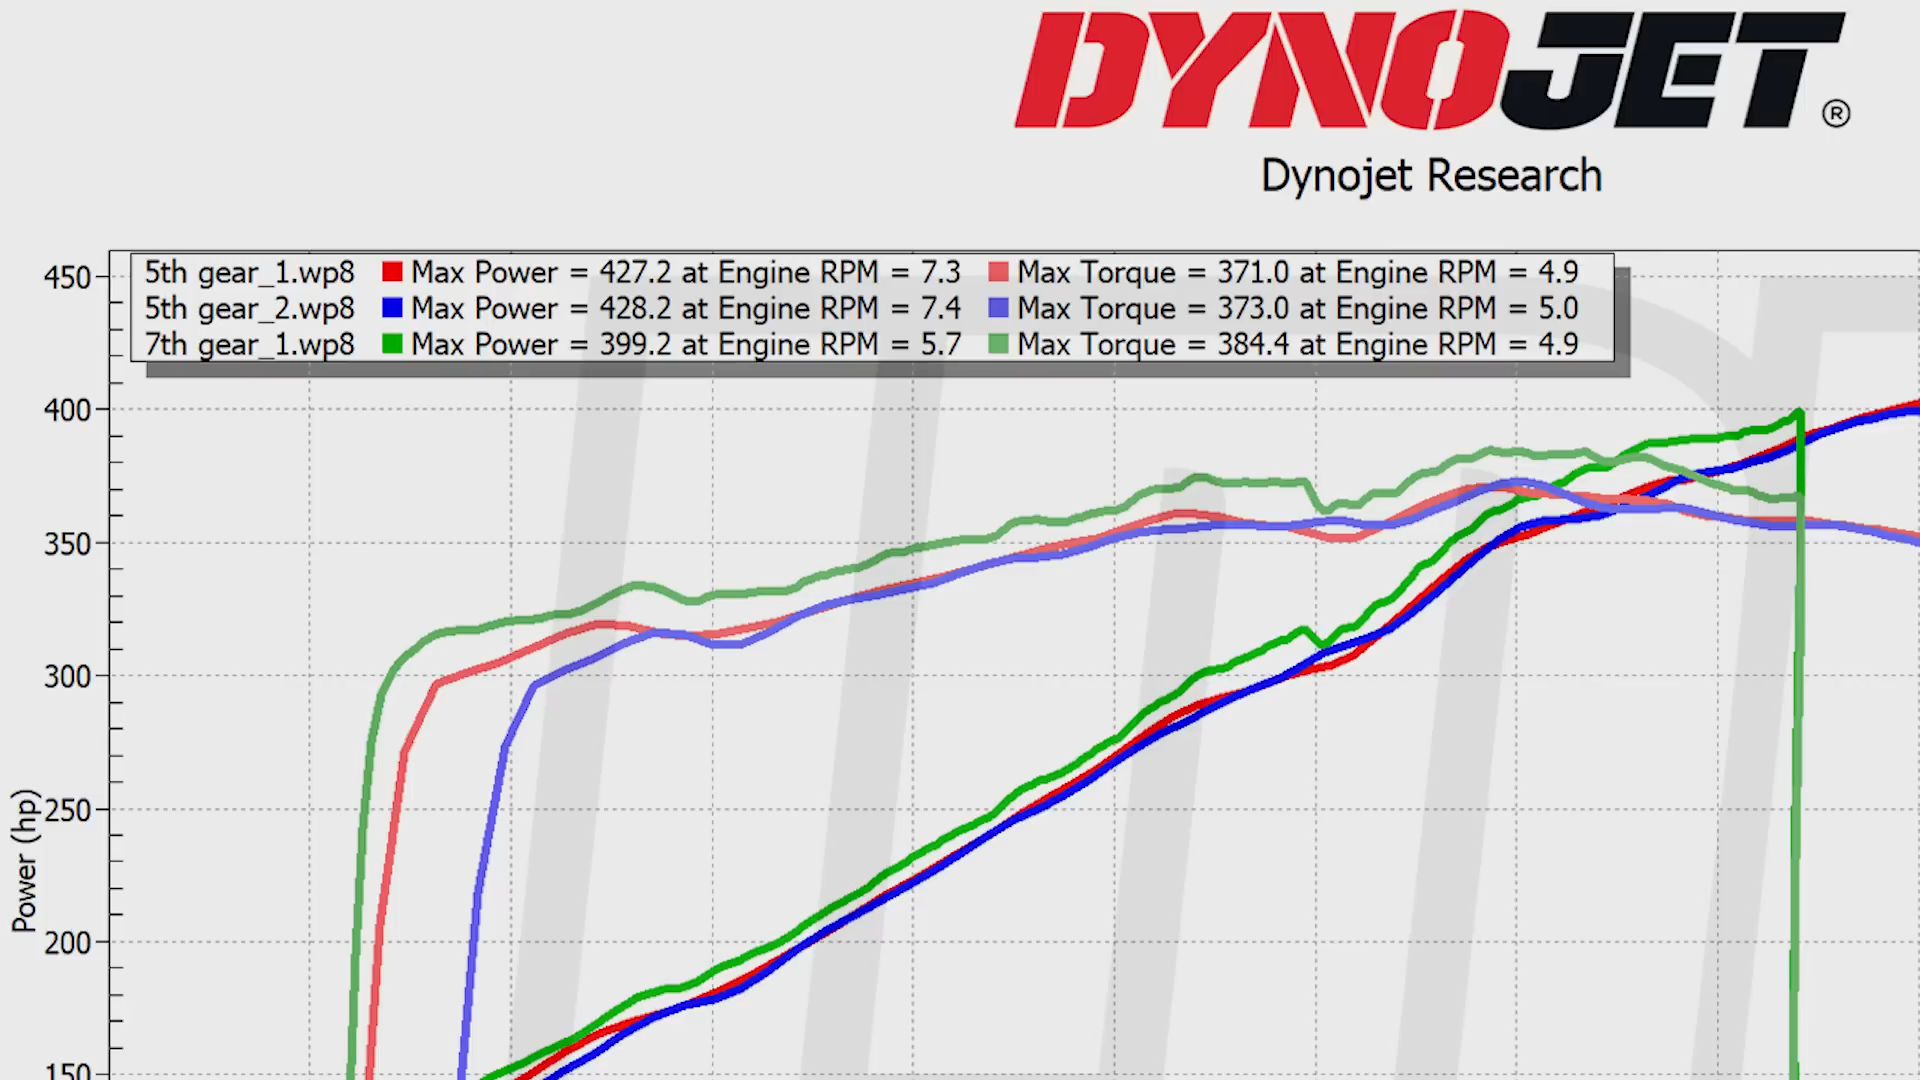 DYNOJET®
Dynojet Research
5th gear_1.wp8 Max Power = 427.2 at Engine RPM = 7.3 Max Torque = 371.0 at Engine RPM = 4.9
5th gear_2.wp8 Max Power = 428.2 at Engine RPM = 7.4 Max Torque = 373.0 at Engine RPM = 5.0
7th gear_1.wp8 Max Power = 399.2 at Engine RPM = 5.7 Max Torque = 384.4 at Engine RPM = 4.9
450
400
350
300
250
200
150
Power (hp)